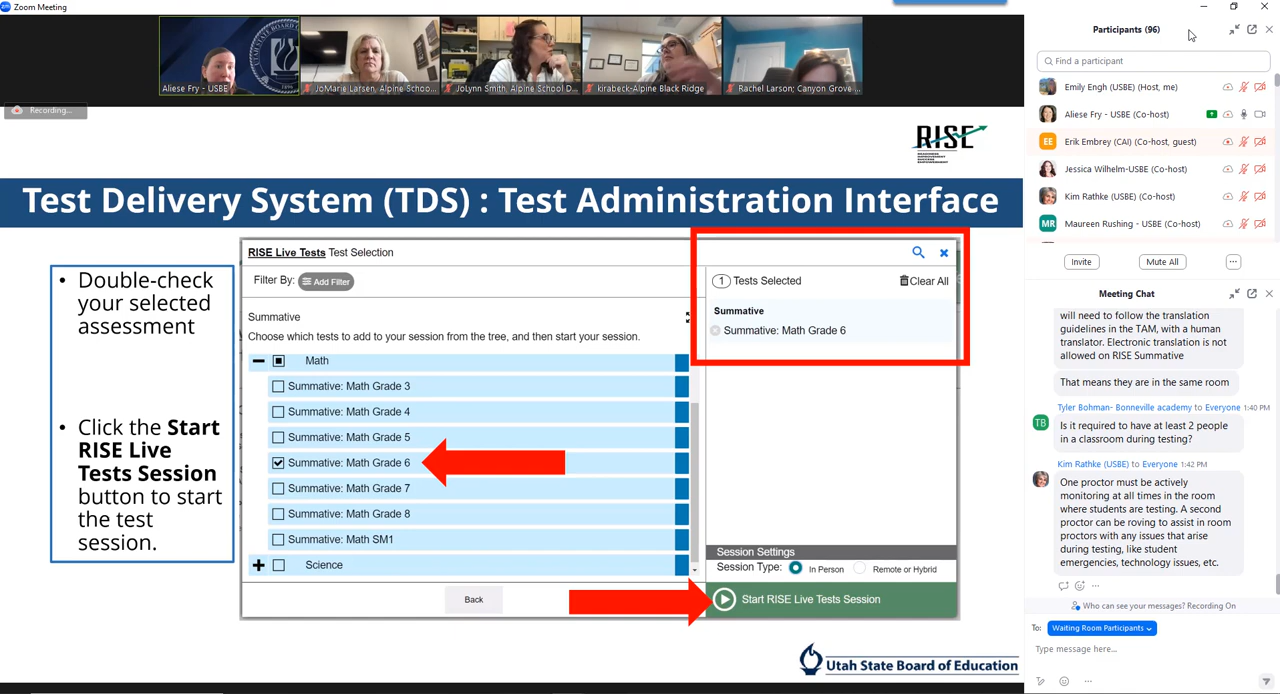 Zoom Meeting
Aliese Fry - USBE
JoMarie Larsen, Alpine Schoo...
JoLynn Smith, Alpine School D...
kirabeck-Alpine Black Ridge
Rachel Larson; Canyon Grove ...
Recording...
RISE
READINESS
IMPROVEMENT
SUCCESS
EMPOWERMENT
UTAH STATE BOARD OF
Test Delivery System (TDS) : Test Administration Interface
• Double-check
your selected
assessment
• Click the Start
RISE Live
Tests Session
button to start
the test
session.
RISE Live Tests Test Selection
Filter By: Add Filter
Summative
Choose which tests to add to your session from the tree, and then start your session.
Math
Summative: Math Grade 3
Summative: Math Grade 4
Summative: Math Grade 5
Summative: Math Grade 6
Summative: Math Grade 7
Summative: Math Grade 8
Summative: Math SM1
Science
Back
1 Tests Selected
Clear All
Summative
Summative: Math Grade 6
Session Settings
Session Type: In Person Remote or Hybrid
Start RISE Live Tests Session
Utah State Board of Education
Participants (96)
Find a participant
Emily Engh (USBE) (Host, me)
Aliese Fry - USBE (Co-host)
EE Erik Embrey (CAI) (Co-host, guest)
Jessica Wilhelm-USBE (Co-host)
Kim Rathke (USBE) (Co-host)
MR Maureen Rushing - USBE (Co-host)
Invite
Mute All
...
Meeting Chat
will need to follow the translation
guidelines in the TAM, with a human
translator. Electronic translation is not
allowed on RISE Summative
That means they are in the same room
Tyler Bohman- Bonneville academy to Everyone 1:40 PM
TB
Is it required to have at least 2 people
in a classroom during testing?
Kim Rathke (USBE) to Everyone 1:42 PM
One proctor must be actively
monitoring at all times in the room
where students are testing. A second
proctor can be roving to assist in room
proctors with any issues that arise
during testing, like student
emergencies, technology issues, etc.
Who can see your messages? Recording On
To: Waiting Room Participants
Type message here...